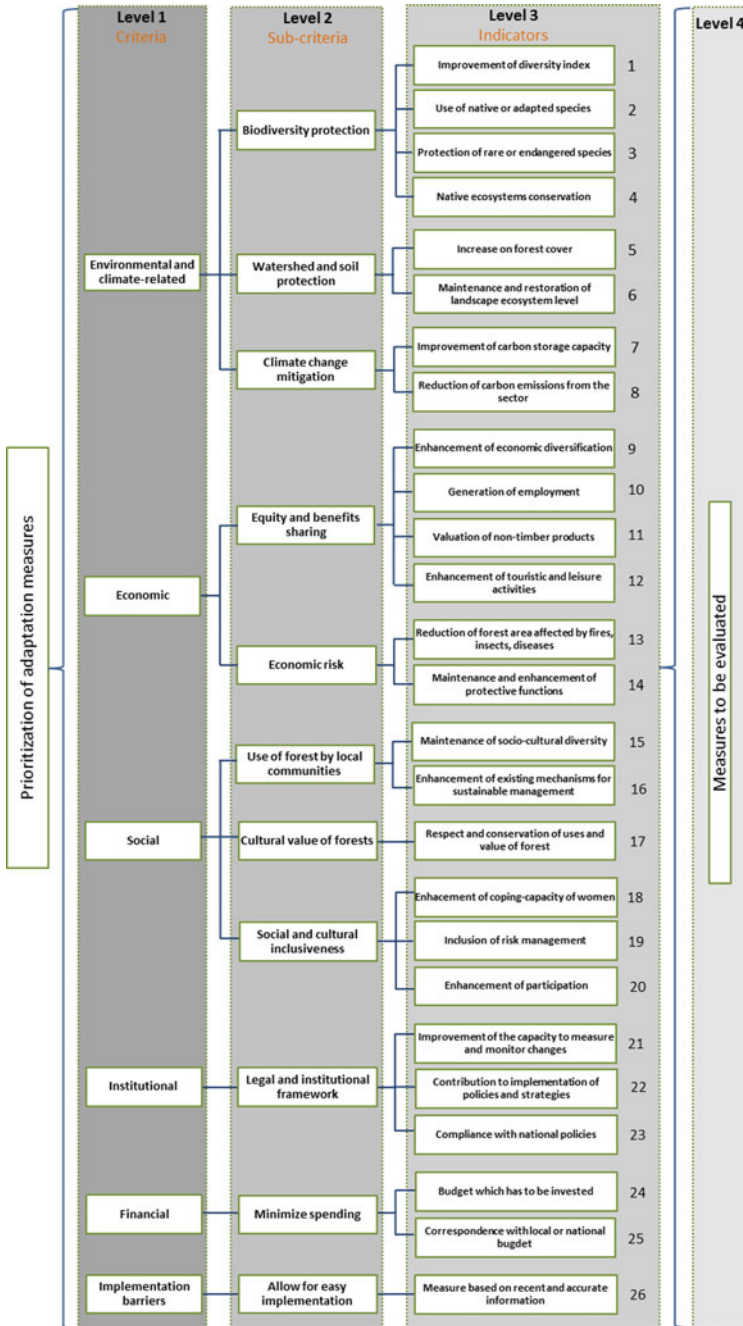 Level 1
Criteria
Level 2
Sub-criteria
Level 3
Indicators
Level 4
Prioritization of adaptation measures
Environmental and
climate-related
Biodiversity protection
Improvement of diversity index
1
Use of native or adapted species
2
Protection of rare or endangered species
3
Native ecosystems conservation
4
Watershed and soil
protection
Increase on forest cover
5
Maintenance and restoration of
landscape ecosystem level
6
Climate change
mitigation
Improvement of carbon storage capacity
7
Reduction of carbon emissions from the
sector
8
Economic
Equity and benefits
sharing
Enhancement of economic diversification
9
Generation of employment
10
Valuation of non-timber products
11
Enhancement of touristic and leisure
activities
12
Economic risk
Reduction of forest area affected by fires,
insects, diseases
13
Maintenance and enhancement of
protective functions
14
Social
Use of forest by local
communities
Maintenance of socio-cultural diversity
15
Enhancement of existing mechanisms for
sustainable management
16
Cultural value of forests
Respect and conservation of uses and
value of forest
17
Social and cultural
inclusiveness
Enhacement of coping-capacity of women
18
Inclusion of risk management
19
Enhancement of participation
20
Institutional
Legal and institutional
framework
Improvement of the capacity to measure
and monitor changes
21
Contribution to implementation of
policies and strategies
22
Compliance with national policies
23
Financial
Minimize spending
Budget which has to be invested
24
Correspondence with local or national
bugdet
25
Implementation
barriers
Allow for easy
implementation
Measure based on recent and accurate
information
26
Measures to be evaluated